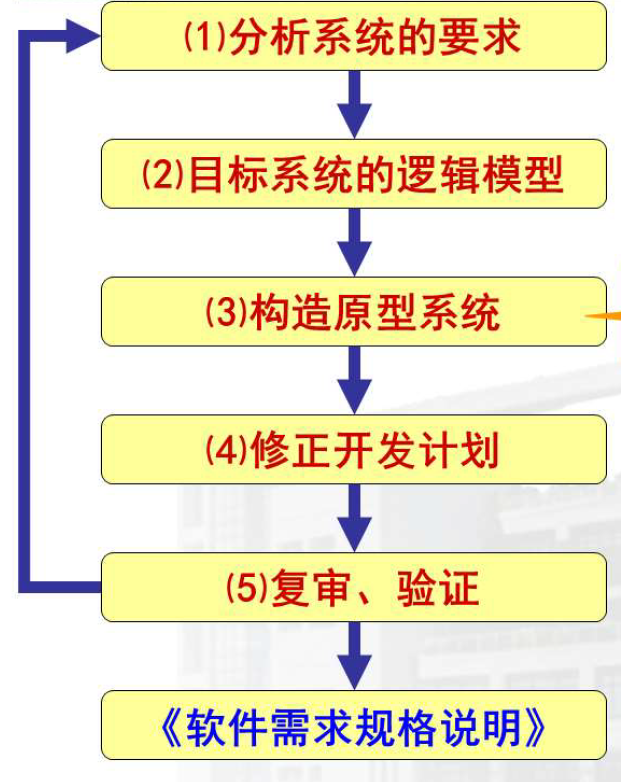 (1)分析系统的要求
(2)目标系统的逻辑模型
(3)构造原型系统
(4)修正开发计划
(5)复审、验证
《软件需求规格说明》